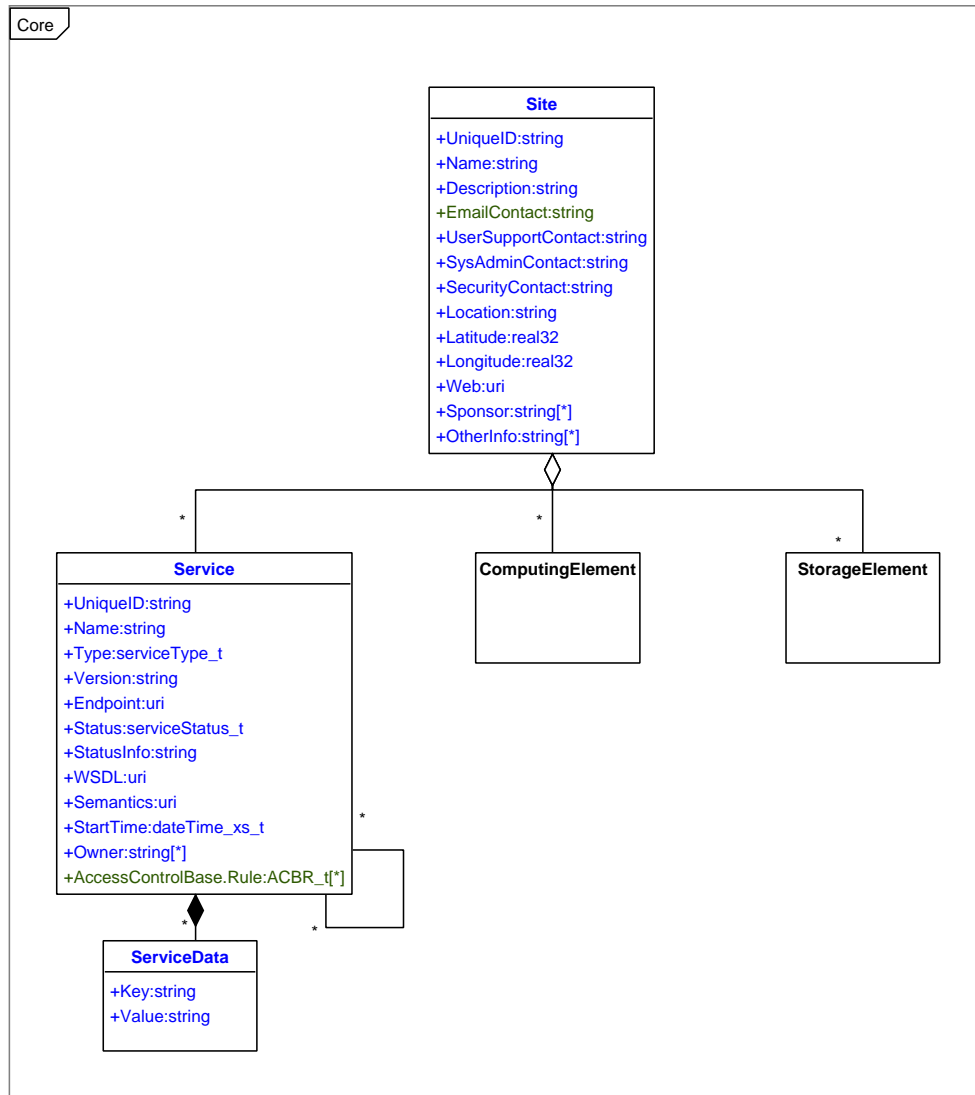 Core
Site
+UniqueID:string
+Name:string
+Description:string
+EmailContact:string
+UserSupportContact:string
+SysAdminContact:string
+SecurityContact:string
+Location:string
+Latitude:real32
+Longitude:real32
+Web:uri
+Sponsor:string[*]
+OtherInfo:string[*]
*
*
*
Service
+UniqueID:string
+Name:string
+Type:serviceType_t
+Version:string
+Endpoint:uri
+Status:serviceStatus_t
+StatusInfo:string
+WSDL:uri
+Semantics:uri
+StartTime:dateTime_xs_t
+Owner:string[*]
+AccessControlBase.Rule:ACBR_t[*]
ComputingElement
StorageElement
*
*
*
ServiceData
+Key:string
+Value:string